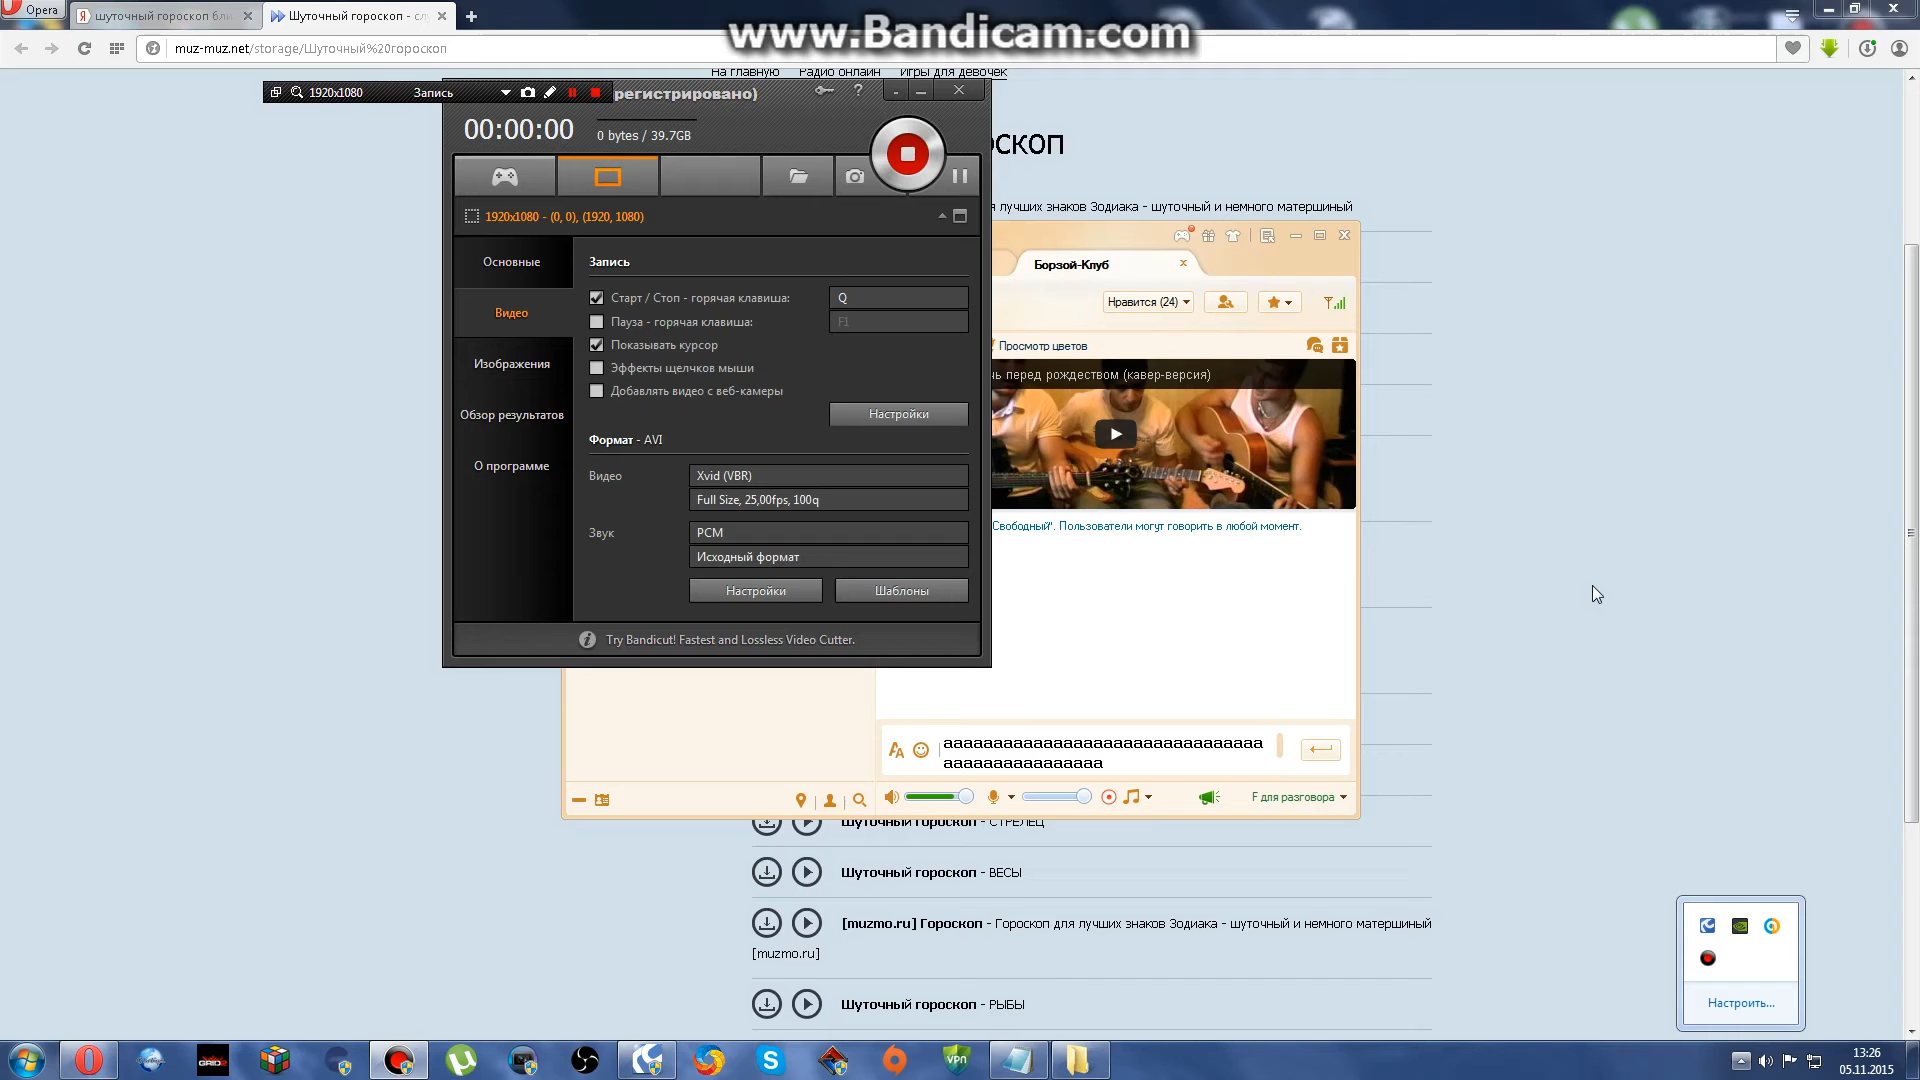 Opera
шуточный гороскоп бли
Шуточный гороскоп - сл
www.Bandicam.com
muz-muz.net/storage/Шуточный%20гороскоп
На главную Радио онлайн Игры для девочек
1920x1080 Запись
регистрировано)
00:00:00
0 bytes / 39.7GB
оскоп
1920x1080 - (0, 0), (1920, 1080)
я лучших знаков Зодиака - шуточный и немного матершиный
Основные
Видео
Изображения
Обзор результатов
О программе
Запись
Старт / Стоп - горячая клавиша: Q
Пауза - горячая клавиша: F1
Показывать курсор
Эффекты щелчков мыши
Добавлять видео с веб-камеры
Настройки
Формат - AVI
Видео Xvid (VBR)
Full Size, 25,00fps, 100q
Звук PCM
Исходный формат
Настройки Шаблоны
Try Bandicut! Fastest and Lossless Video Cutter.
Борзой-Клуб
Нравится (24)
Просмотр цветов
чь перед рождеством (кавер-версия)
Свободный". Пользователи могут говорить в любой момент.
аааааааааааааааааааааааааааааааа
аааааааааааааааа
F для разговора
Шуточный гороскоп - СТРЕЛЕЦ
Шуточный гороскоп - ВЕСЫ
[muzmo.ru] Гороскоп - Гороскоп для лучших знаков Зодиака - шуточный и немного матершиный
[muzmo.ru]
Шуточный гороскоп - РЫБЫ
Настроить...
GRID2
VPN
13:26
05.11.2015